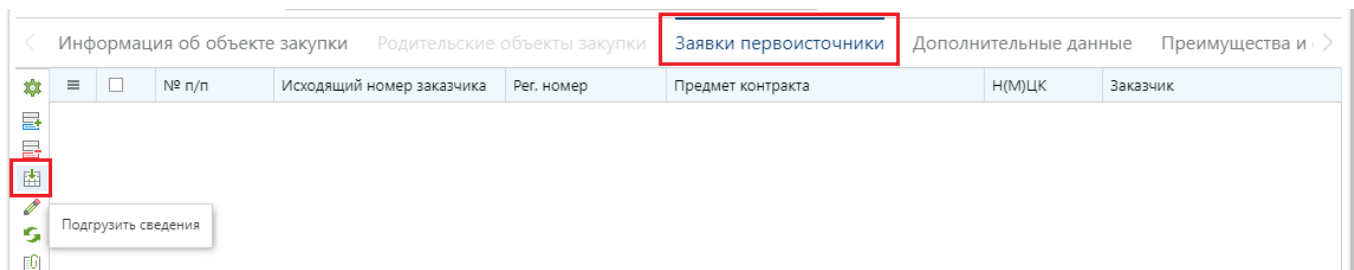 Информация об объекте закупки Родительские объекты закупки Заявки первоисточники Дополнительные данные Преимущества и
№ п/п Исходящий номер заказчика Рег. номер Предмет контракта Н(М)ЦК Заказчик
Подгрузить сведения